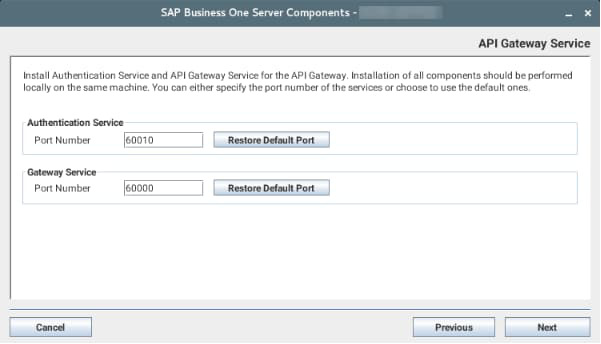 SAP Business One Server Components -
API Gateway Service
Install Authentication Service and API Gateway Service for the API Gateway. Installation of all components should be performed
locally on the same machine. You can either specify the port number of the services or choose to use the default ones.
Authentication Service
Port Number 60010 Restore Default Port
Gateway Service
Port Number 60000 Restore Default Port
Cancel Previous Next